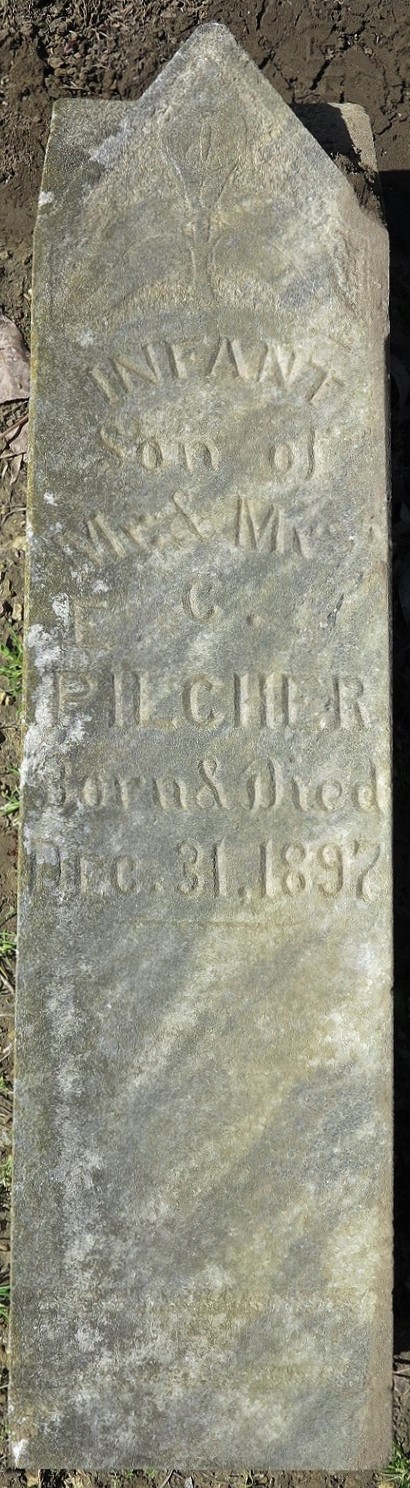 INFANT
Son of
Mr. & Mrs.
E. C.
PILCHER
Born & Died
DEC. 31, 1897